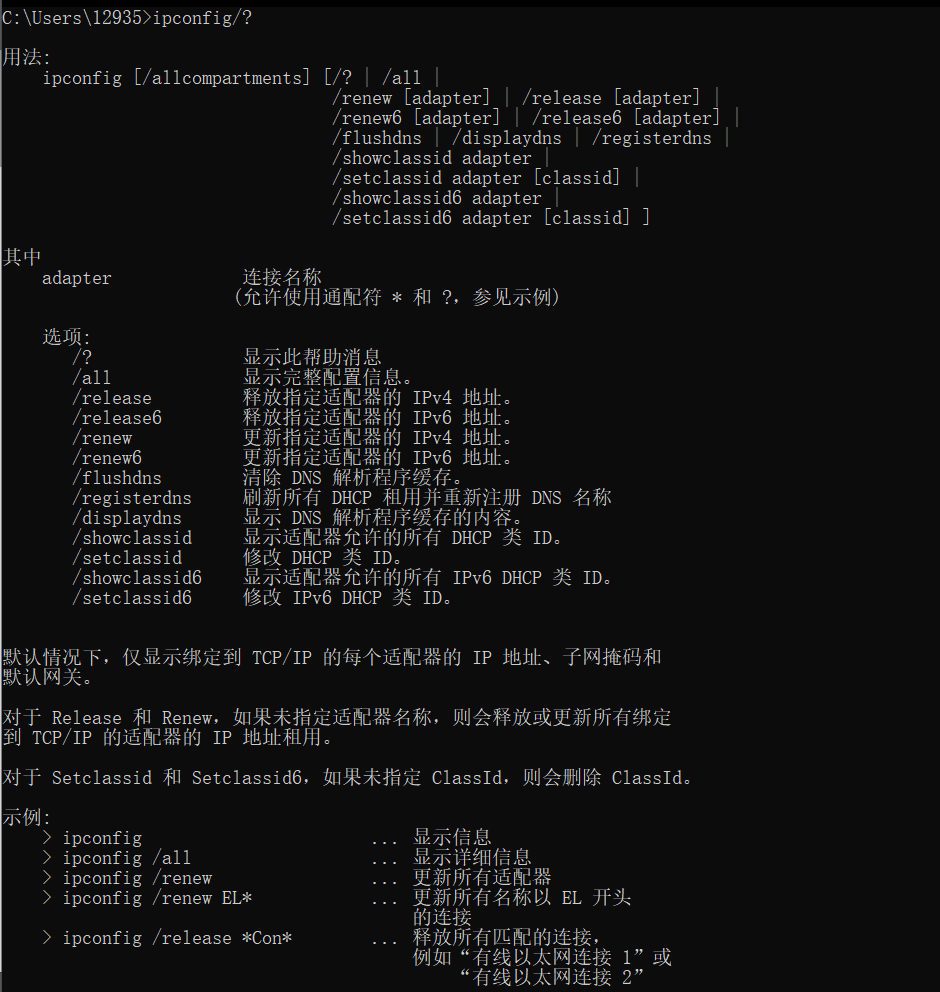 C:\Users\12935>ipconfig/?
用法:
ipconfig [/allcompartments] [/? | /all |
/renew [adapter] | /release [adapter] |
/renew6 [adapter] | /release6 [adapter] |
/flushdns | /displaydns | /registerdns |
/showclassid adapter |
/setclassid adapter [classid] |
/showclassid6 adapter |
/setclassid6 adapter [classid] ]
其中
adapter 连接名称
(允许使用通配符 * 和 ?，参见示例)
选项:
/? 显示此帮助消息
/all 显示完整配置信息。
/release 释放指定适配器的 IPv4 地址。
/release6 释放指定适配器的 IPv6 地址。
/renew 更新指定适配器的 IPv4 地址。
/renew6 更新指定适配器的 IPv6 地址。
/flushdns 清除 DNS 解析程序缓存。
/registerdns 刷新所有 DHCP 租用并重新注册 DNS 名称
/displaydns 显示 DNS 解析程序缓存的内容。
/showclassid 显示适配器允许的所有 DHCP 类 ID。
/setclassid 修改 DHCP 类 ID。
/showclassid6 显示适配器允许的所有 IPv6 DHCP 类 ID。
/setclassid6 修改 IPv6 DHCP 类 ID。
默认情况下，仅显示绑定到 TCP/IP 的每个适配器的 IP 地址、子网掩码和
默认网关。
对于 Release 和 Renew，如果未指定适配器名称，则会释放或更新所有绑定
到 TCP/IP 的适配器的 IP 地址租用。
对于 Setclassid 和 Setclassid6，如果未指定 ClassId，则会删除 ClassId。
示例:
> ipconfig ... 显示信息
> ipconfig /all ... 显示详细信息
> ipconfig /renew ... 更新所有适配器
> ipconfig /renew EL* ... 更新所有名称以 EL 开头
的连接
> ipconfig /release *Con* ... 释放所有匹配的连接，
例如“有线以太网连接 1”或
“有线以太网连接 2”